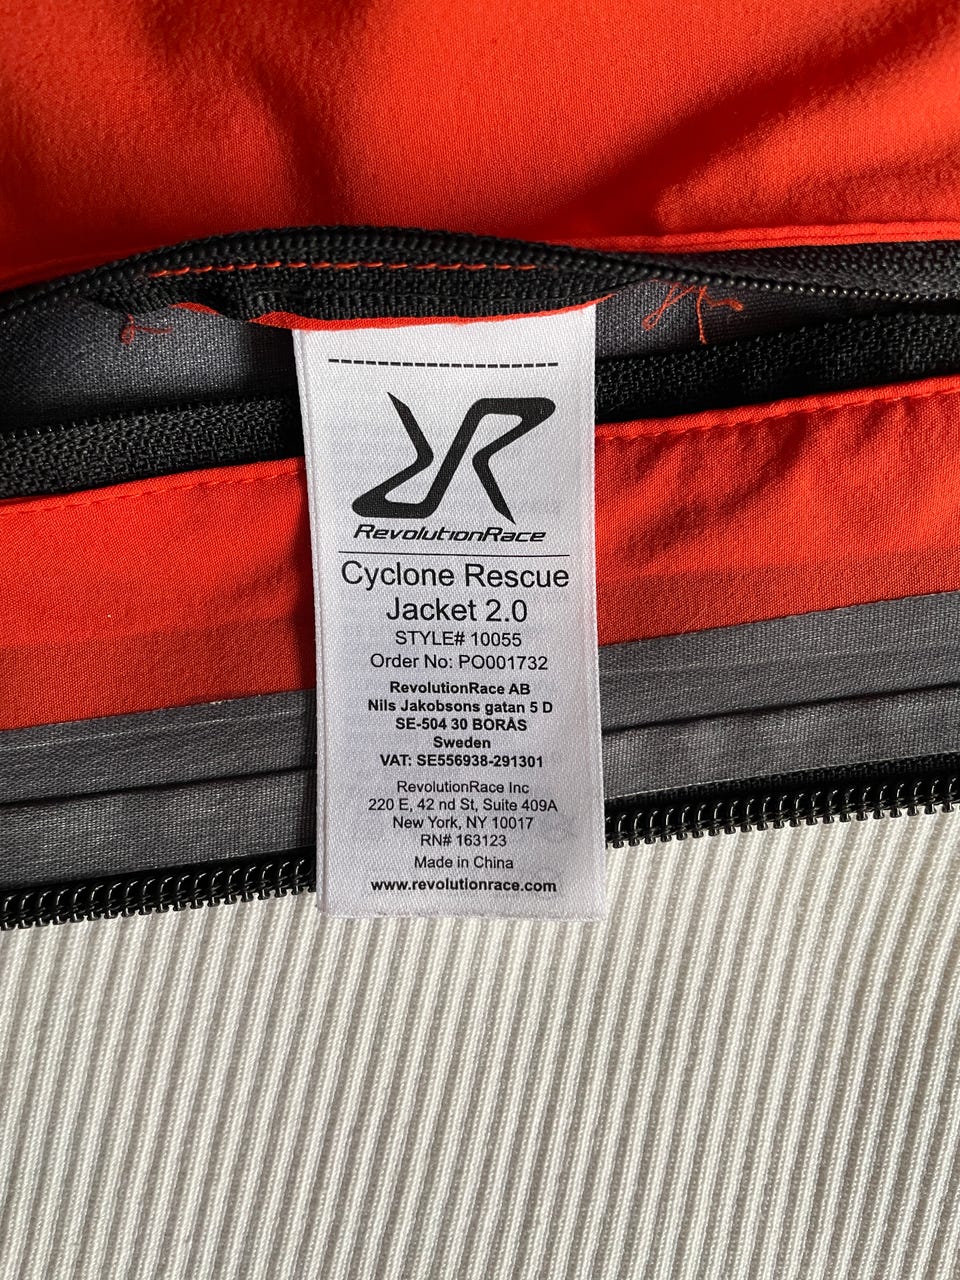 RevolutionRace
Cyclone Rescue
Jacket 2.0
STYLE# 10055
Order No: PO001732
RevolutionRace AB
Nils Jakobsons gatan 5 D
SE-504 30 BORÅS
Sweden
VAT: SE556938-291301
RevolutionRace Inc
220 E, 42 nd St, Suite 409A
New York, NY 10017
RN# 163123
Made in China
www.revolutionrace.com